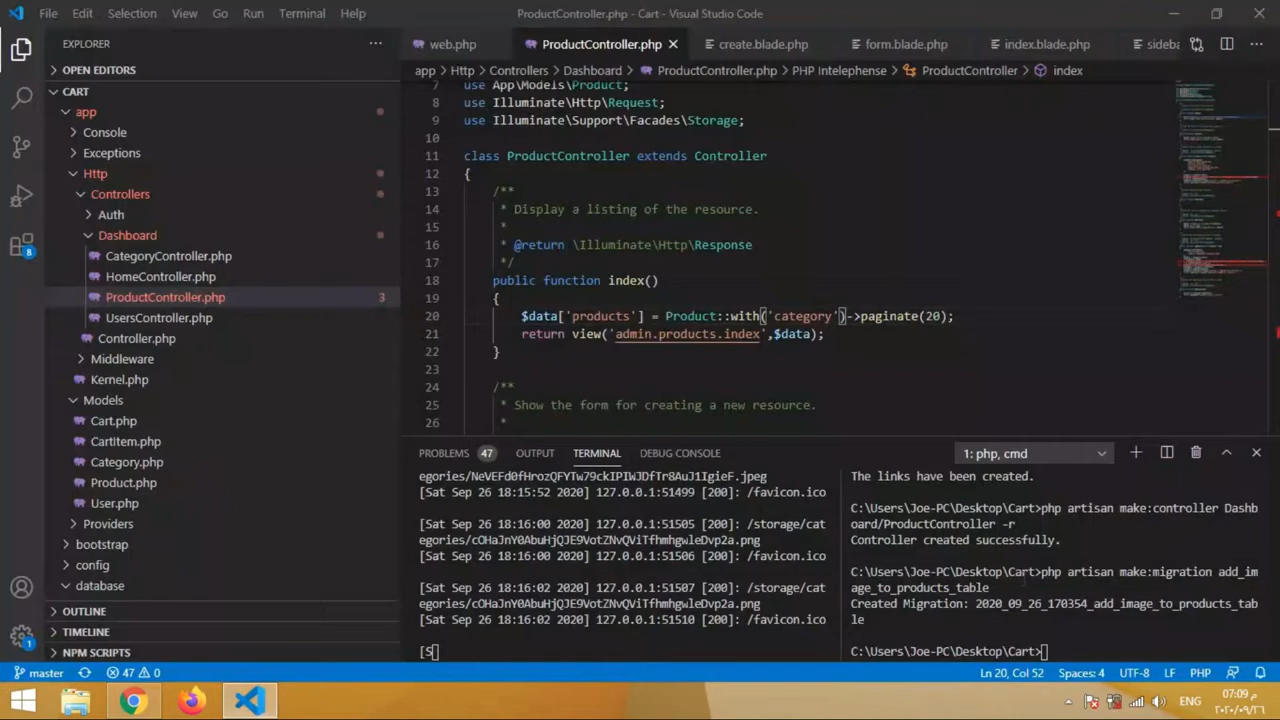 File Edit Selection View Go Run Terminal Help
ProductController.php - Cart - Visual Studio Code
EXPLORER
OPEN EDITORS
CART
app
Console
Exceptions
Http
Controllers
Auth
Dashboard
CategoryController.php
HomeController.php
ProductController.php 3
UsersController.php
Controller.php
Middleware
Kernel.php
Models
Cart.php
CartItem.php
Category.php
Product.php
User.php
Providers
bootstrap
config
database
OUTLINE
TIMELINE
NPM SCRIPTS
8
1
web.php ProductController.php create.blade.php form.blade.php index.blade.php sideba
app > Http > Controllers > Dashboard > ProductController.php > PHP Intelephense > ProductController > index
7 use App\Models\Product;
8 use Illuminate\Http\Request;
9 use Illuminate\Support\Facades\Storage;
10
11 class ProductController extends Controller
12 {
13 /**
14 * Display a listing of the resource.
15 *
16 * @return \Illuminate\Http\Response
17 */
18 public function index()
19 {
20 $data['products'] = Product::with('category')->paginate(20);
21 return view('admin.products.index',$data);
22 }
23
24 /**
25 * Show the form for creating a new resource.
26 *
PROBLEMS 47 OUTPUT TERMINAL DEBUG CONSOLE 1: php, cmd
egories/NeVEFd0fHrozQFYTw79ckIPIWJDfTr8AuJ1IgieF.jpeg
[Sat Sep 26 18:15:52 2020] 127.0.0.1:51499 [200]: /favicon.ico
[Sat Sep 26 18:16:00 2020] 127.0.0.1:51505 [200]: /storage/cat
egories/cOHaJnY0AbuHjQJE9VotZNvQViTfhmhgwleDvp2a.png
[Sat Sep 26 18:16:00 2020] 127.0.0.1:51506 [200]: /favicon.ico
[Sat Sep 26 18:16:02 2020] 127.0.0.1:51507 [200]: /storage/cat
egories/cOHaJnY0AbuHjQJE9VotZNvQViTfhmhgwleDvp2a.png
[Sat Sep 26 18:16:02 2020] 127.0.0.1:51510 [200]: /favicon.ico
[S
The links have been created.
C:\Users\Joe-PC\Desktop\Cart>php artisan make:controller Dashb
oard/ProductController -r
Controller created successfully.
C:\Users\Joe-PC\Desktop\Cart>php artisan make:migration add_im
age_to_products_table
Created Migration: 2020_09_26_170354_add_image_to_products_tab
le
C:\Users\Joe-PC\Desktop\Cart>
master 47 0 Ln 20, Col 52 Spaces: 4 UTF-8 LF PHP
ENG
07:09 م
٢٠٢٠/٠٩/٢٦